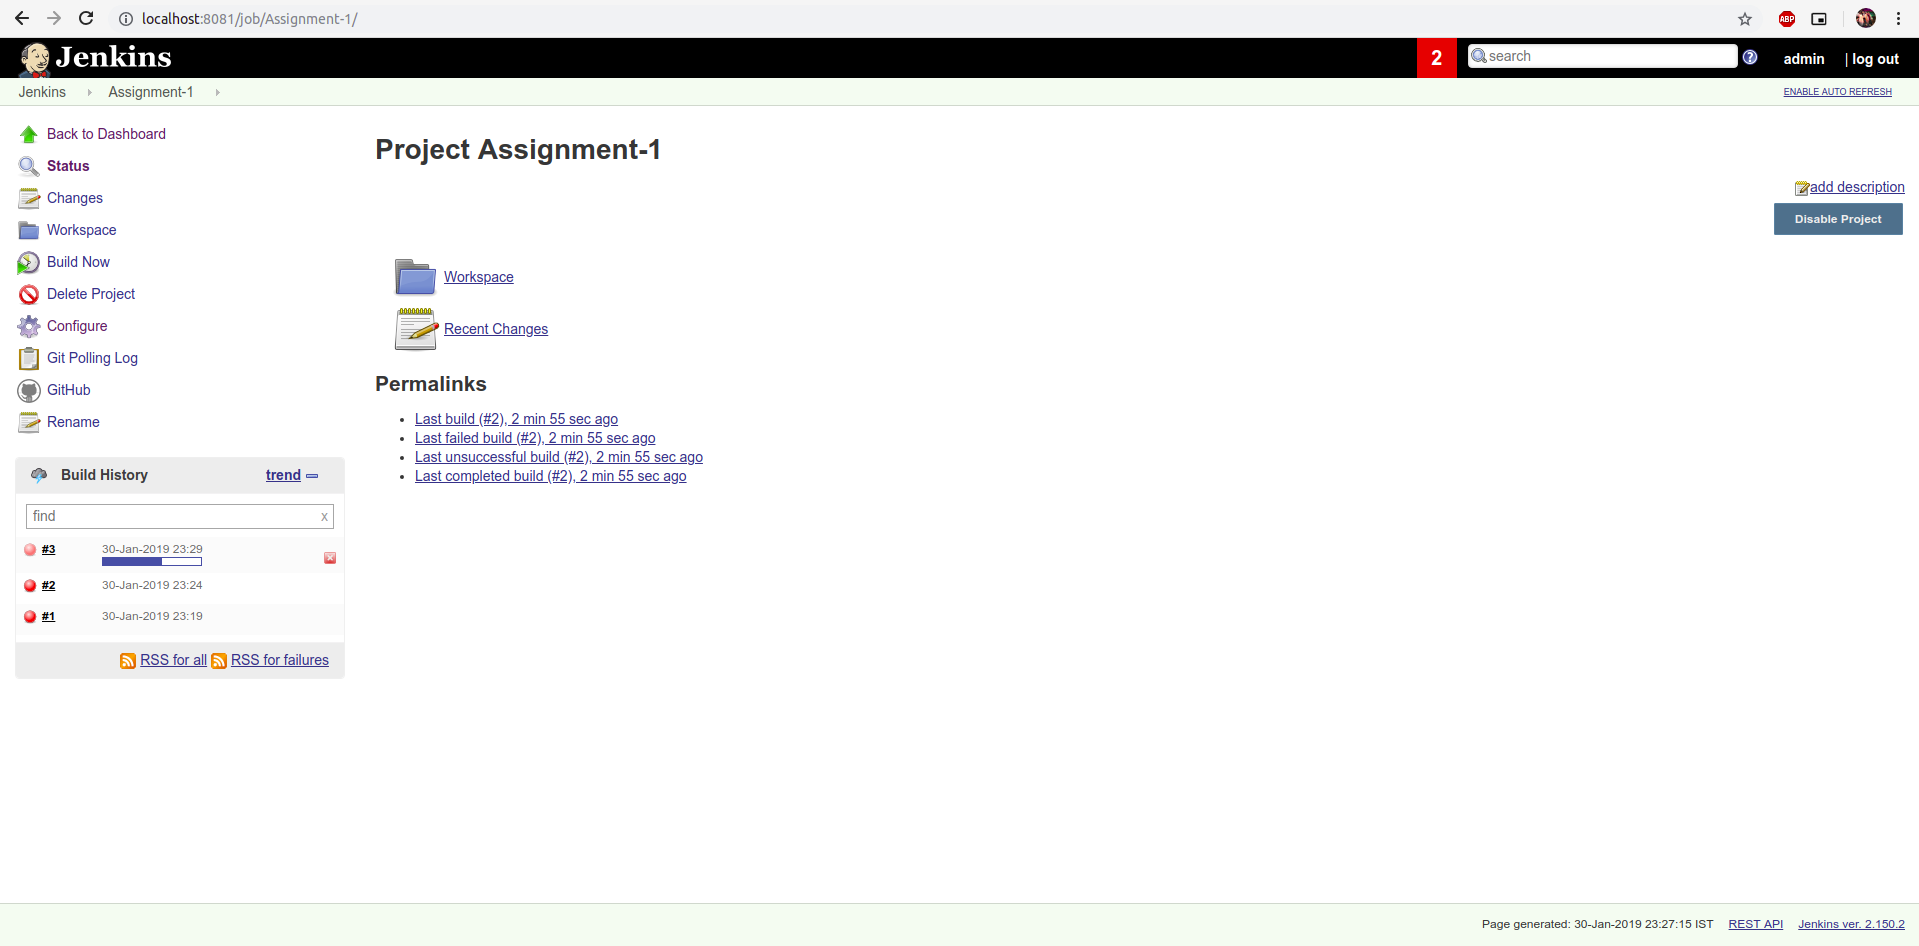 localhost:8081/job/Assignment-1/
ABP
Jenkins
2
search
admin
| log out
Jenkins
Assignment-1
ENABLE AUTO REFRESH
Back to Dashboard
Status
Changes
Workspace
Build Now
Delete Project
Configure
Git Polling Log
GitHub
Rename
Build History
trend
find
x
#3
30-Jan-2019 23:29
#2
30-Jan-2019 23:24
#1
30-Jan-2019 23:19
RSS for all
RSS for failures
Project Assignment-1
add description
Disable Project
Workspace
Recent Changes
Permalinks
Last build (#2), 2 min 55 sec ago
Last failed build (#2), 2 min 55 sec ago
Last unsuccessful build (#2), 2 min 55 sec ago
Last completed build (#2), 2 min 55 sec ago
Page generated: 30-Jan-2019 23:27:15 IST
REST API
Jenkins ver. 2.150.2